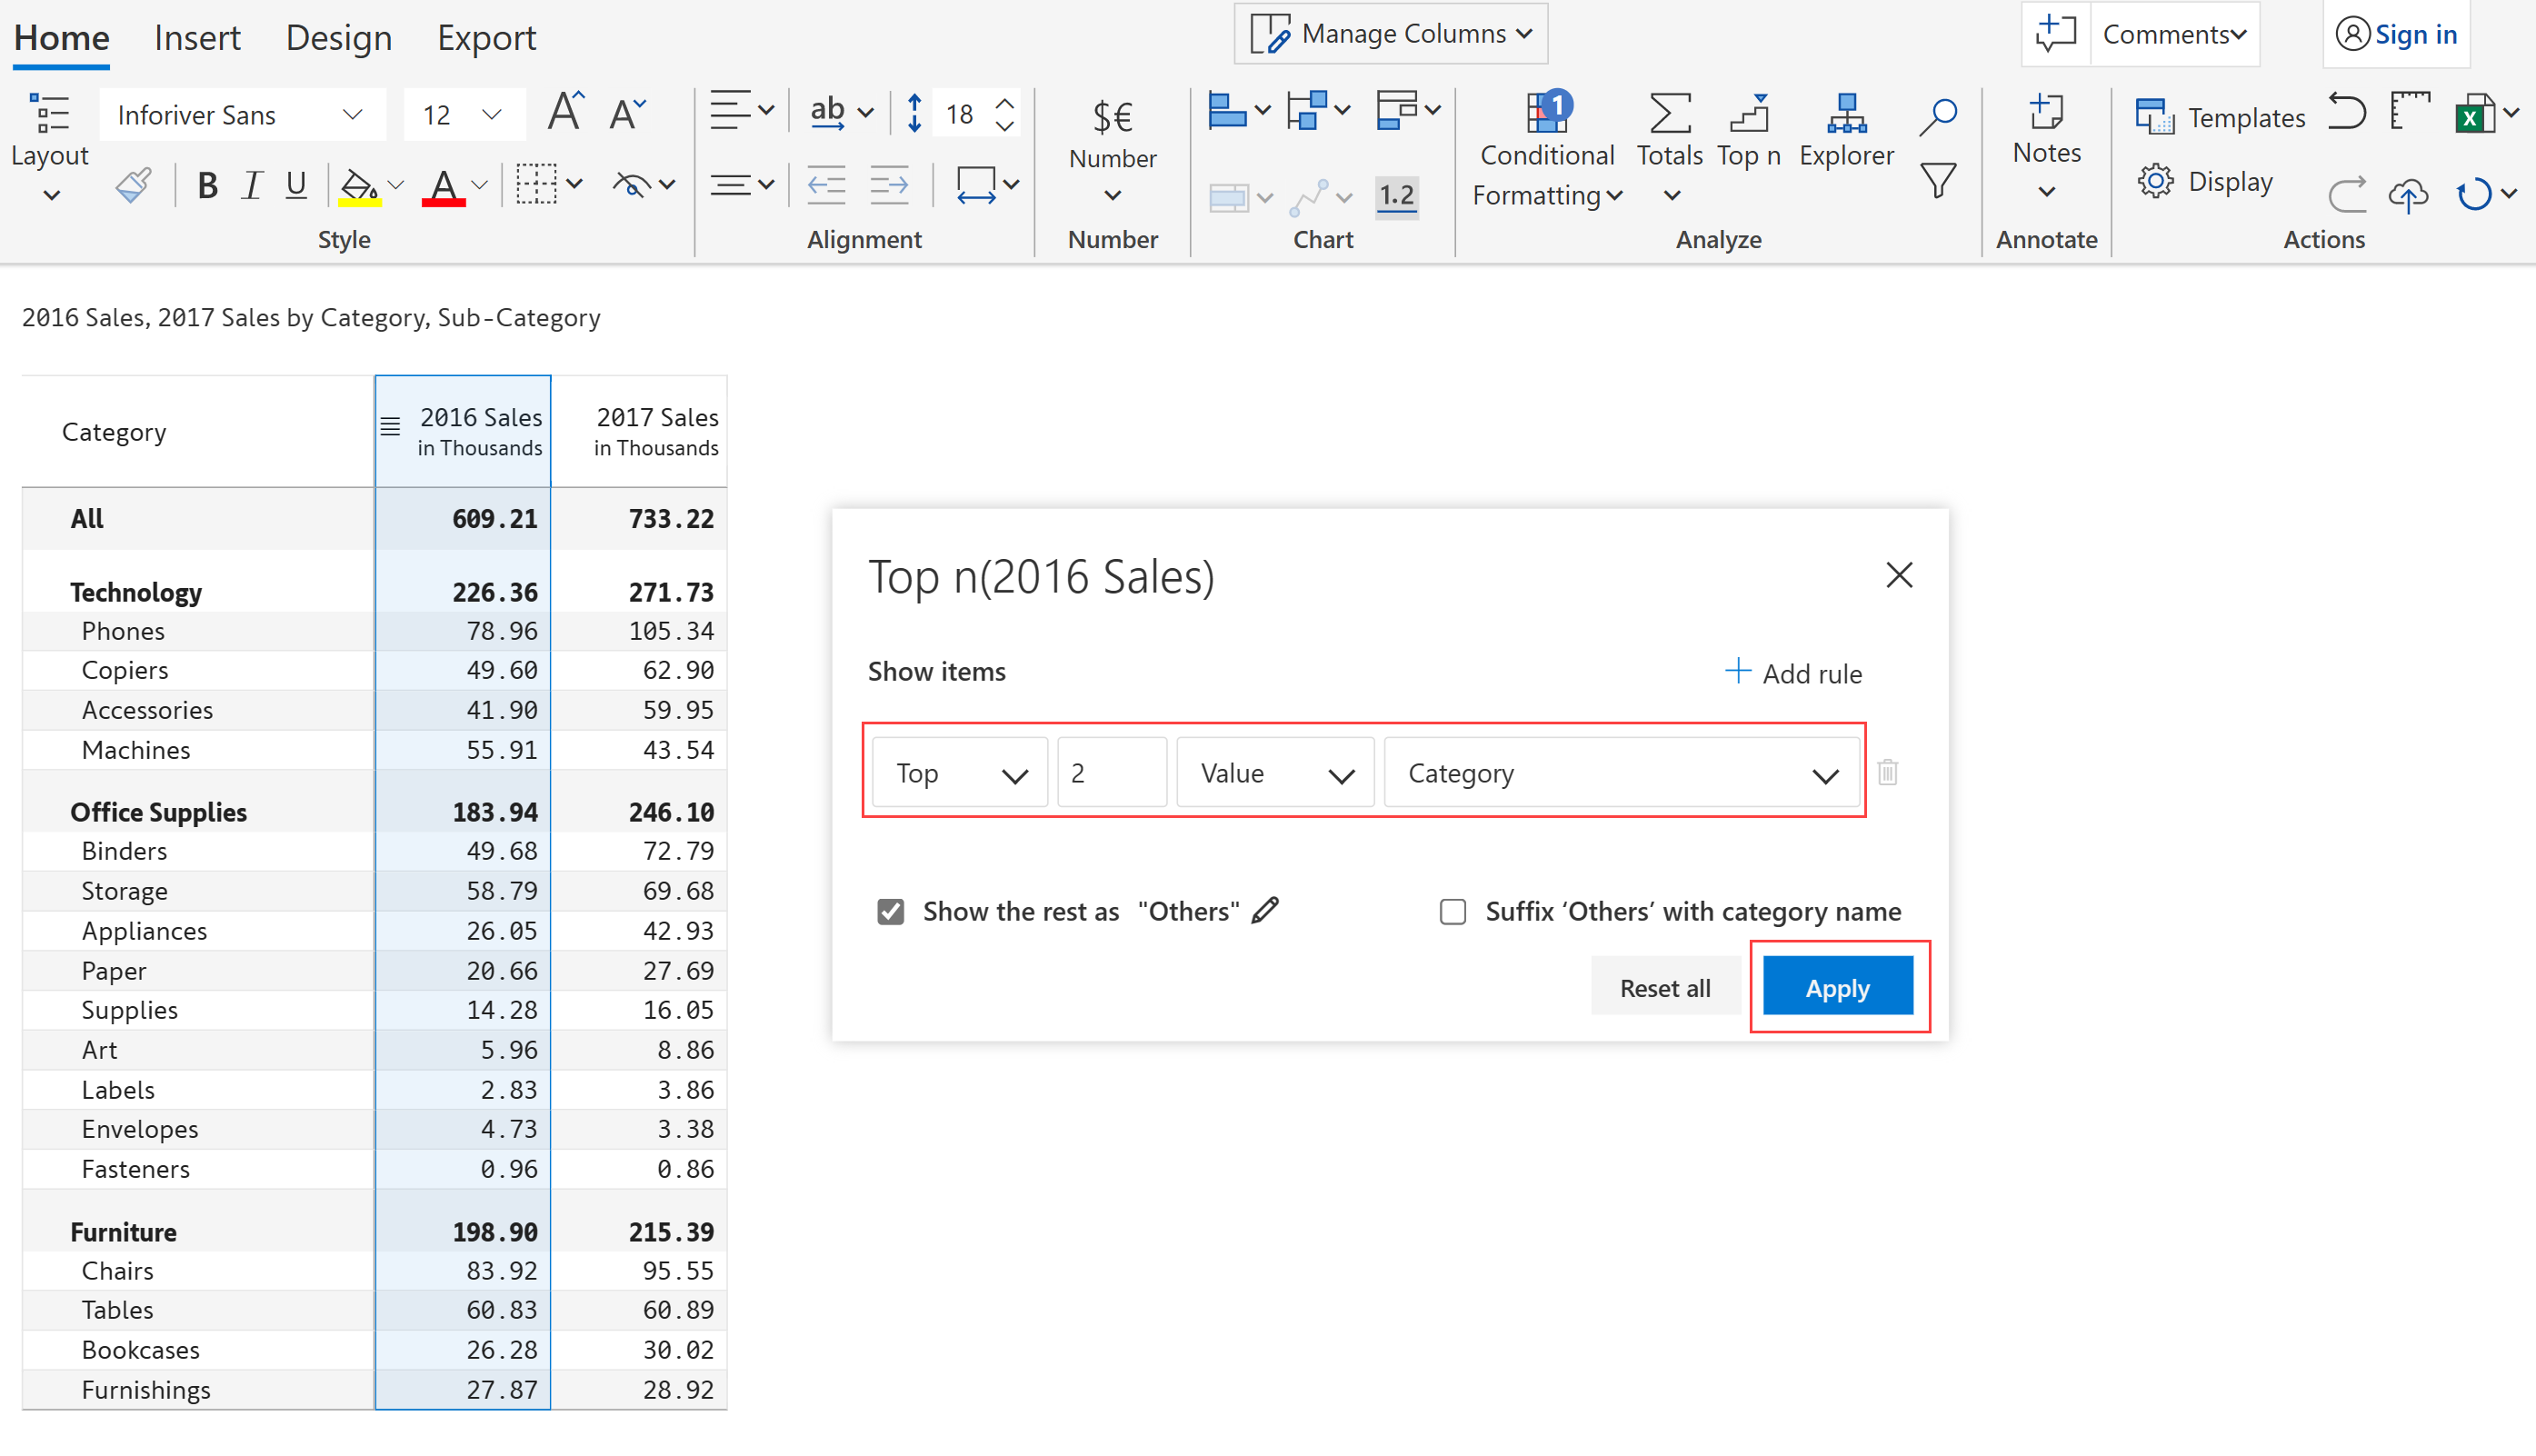 Home Insert Design Export Manage Columns Comments Sign in
Inforiver Sans 12 ab 18 $€ 1 Templates
Layout Number Conditional Totals Top n Explorer Notes
B I U A 1.2 Formatting Display
Style Alignment Number Chart Analyze Annotate Actions
2016 Sales, 2017 Sales by Category, Sub-Category
Category 2016 Sales 2017 Sales
in Thousands in Thousands
All 609.21 733.22
Technology 226.36 271.73
Phones 78.96 105.34
Copiers 49.60 62.90
Accessories 41.90 59.95
Machines 55.91 43.54
Office Supplies 183.94 246.10
Binders 49.68 72.79
Storage 58.79 69.68
Appliances 26.05 42.93
Paper 20.66 27.69
Supplies 14.28 16.05
Art 5.96 8.86
Labels 2.83 3.86
Envelopes 4.73 3.38
Fasteners 0.96 0.86
Furniture 198.90 215.39
Chairs 83.92 95.55
Tables 60.83 60.89
Bookcases 26.28 30.02
Furnishings 27.87 28.92
Top n(2016 Sales)
Show items Add rule
Top 2 Value Category
Show the rest as "Others" Suffix ‘Others’ with category name
Reset all Apply